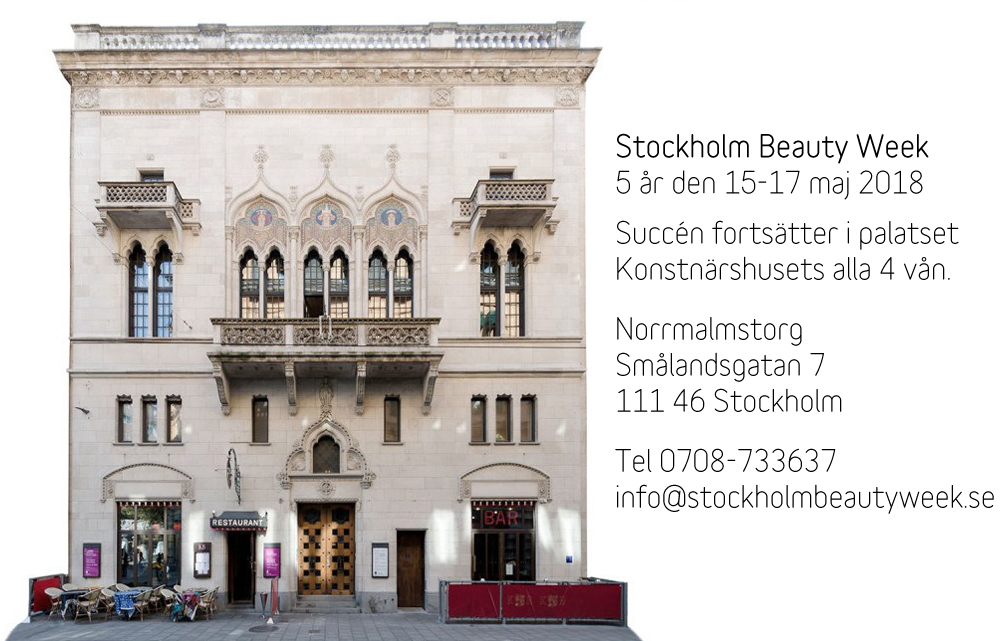 Stockholm Beauty Week
5 år den 15-17 maj 2018
Succén fortsätter i palatset
Konstnärshusets alla 4 vån.
Norrmalmstorg
Smålandsgatan 7
111 46 Stockholm
Tel 0708-733637
info@stockholmbeautyweek.se
RESTAURANT
BAR